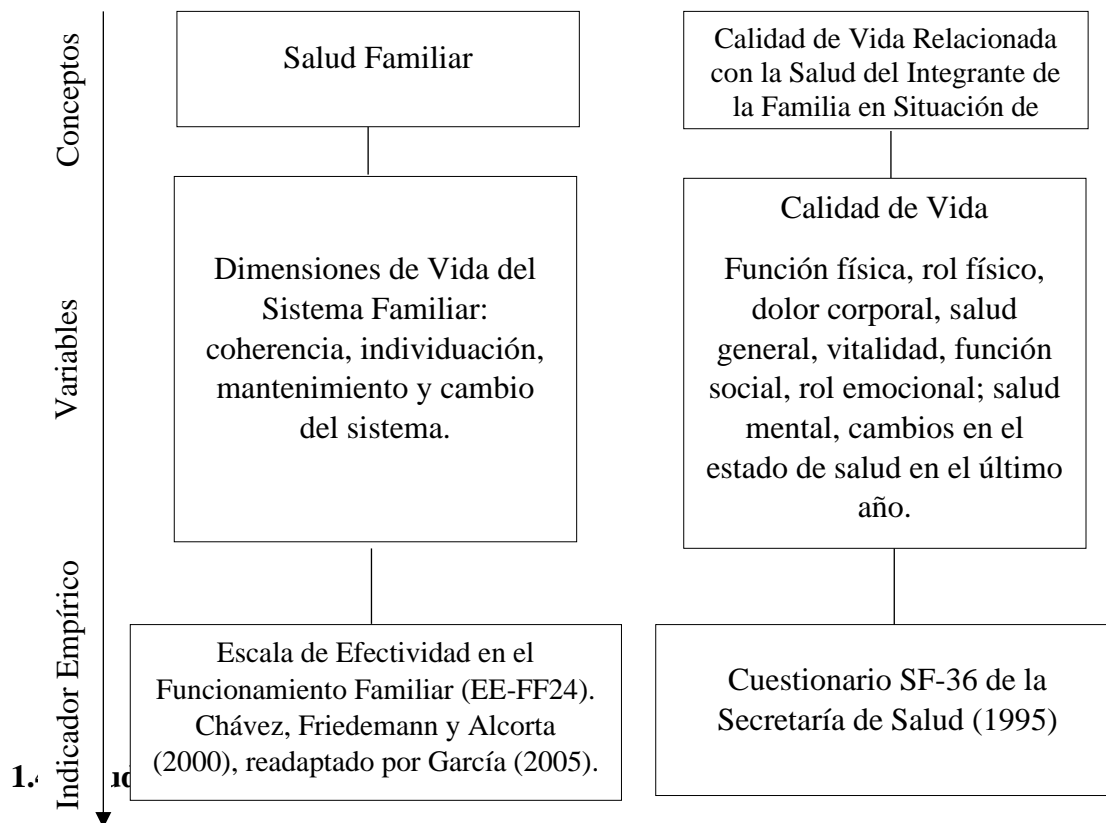 Conceptos
Salud Familiar
Calidad de Vida Relacionada
con la Salud del Integrante de
la Familia en Situación de
Variables
Dimensiones de Vida del
Sistema Familiar:
coherencia, individuación,
mantenimiento y cambio
del sistema.
Calidad de Vida
Función física, rol físico,
dolor corporal, salud
general, vitalidad, función
social, rol emocional; salud
mental, cambios en el
estado de salud en el último
año.
Indicador Empírico
Escala de Efectividad en el
Funcionamiento Familiar (EE-FF24).
Chávez, Friedemann y Alcorta
(2000), readaptado por García (2005).
Cuestionario SF-36 de la
Secretaría de Salud (1995)